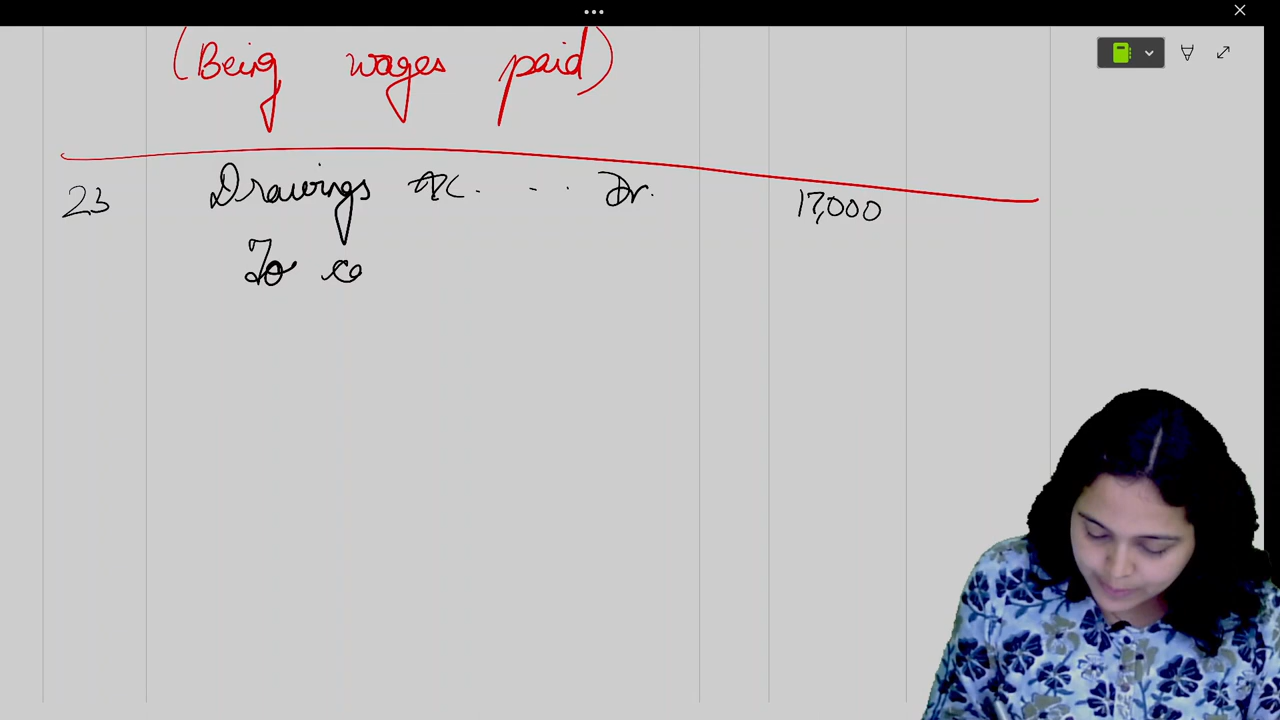 (Being wages paid)
23 Drawings A/C. - - . Dr. 17,000
To ca